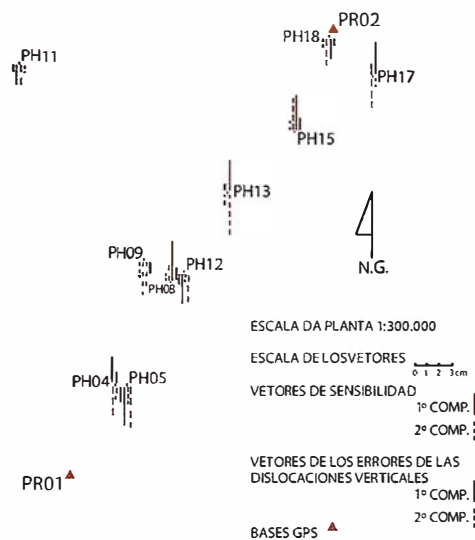 PR02
PH18
PH11
PH17
PH15
PH13
PH09
PH12
PH08
N.G.
ESCALA DA PLANTA 1:300.000
ESCALA DE LOSVETORES
0 1 2 3cm
VETORES DE SENSIBILIDAD
1º COMP.
2º COMP.
PH04
PH05
VETORES DE LOS ERRORES DE LAS
DISLOCACIONES VERTICALES
1º COMP.
2º COMP.
PR01
BASES GPS